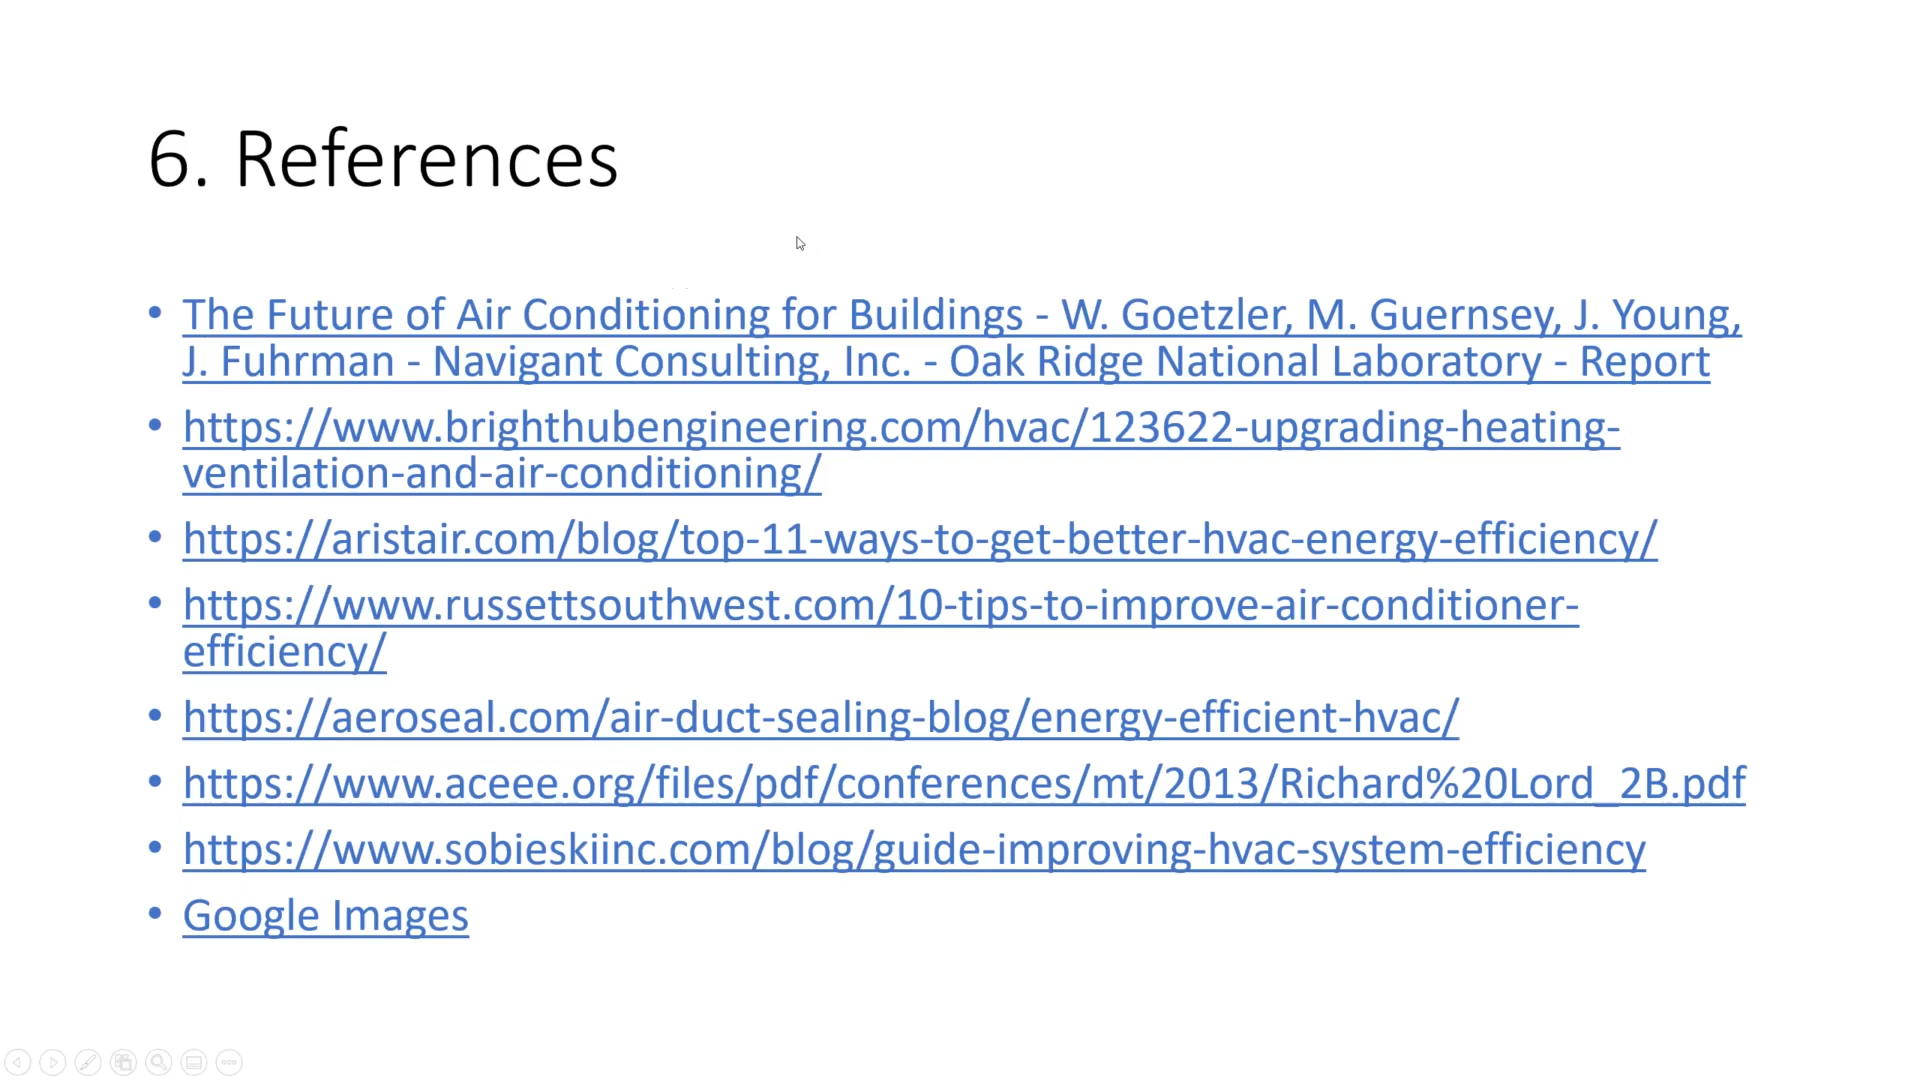 6. References
• The Future of Air Conditioning for Buildings - W. Goetzler, M. Guernsey, J. Young,
J. Fuhrman - Navigant Consulting, Inc. - Oak Ridge National Laboratory - Report
• https://www.brighthubengineering.com/hvac/123622-upgrading-heating-
ventilation-and-air-conditioning/
• https://aristair.com/blog/top-11-ways-to-get-better-hvac-energy-efficiency/
• https://www.russettsouthwest.com/10-tips-to-improve-air-conditioner-
efficiency/
• https://aeroseal.com/air-duct-sealing-blog/energy-efficient-hvac/
• https://www.aceee.org/files/pdf/conferences/mt/2013/Richard%20Lord_2B.pdf
• https://www.sobieskiinc.com/blog/guide-improving-hvac-system-efficiency
• Google Images